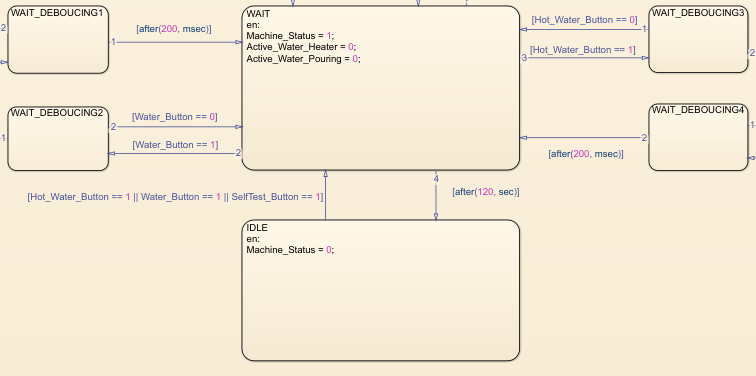 WAIT_DEBOUCING1
2
1
[after(200, msec)]
WAIT
en:
Machine_Status = 1;
Active_Water_Heater = 0;
Active_Water_Pouring = 0;
[Hot_Water_Button == 0]
1
WAIT_DEBOUCING3
2
3
[Hot_Water_Button == 1]
WAIT_DEBOUCING2
1
2
[Water_Button == 0]
[Water_Button == 1]
2
WAIT_DEBOUCING4
1
2
[after(200, msec)]
4
[after(120, sec)]
[Hot_Water_Button == 1 || Water_Button == 1 || SelfTest_Button == 1]
IDLE
en:
Machine_Status = 0;